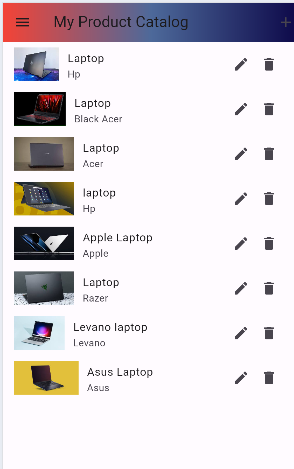 My Product Catalog
Laptop
Hp
Laptop
Black Acer
Laptop
Acer
laptop
Hp
Apple Laptop
Apple
Laptop
Razer
Levano laptop
Levano
Asus Laptop
Asus